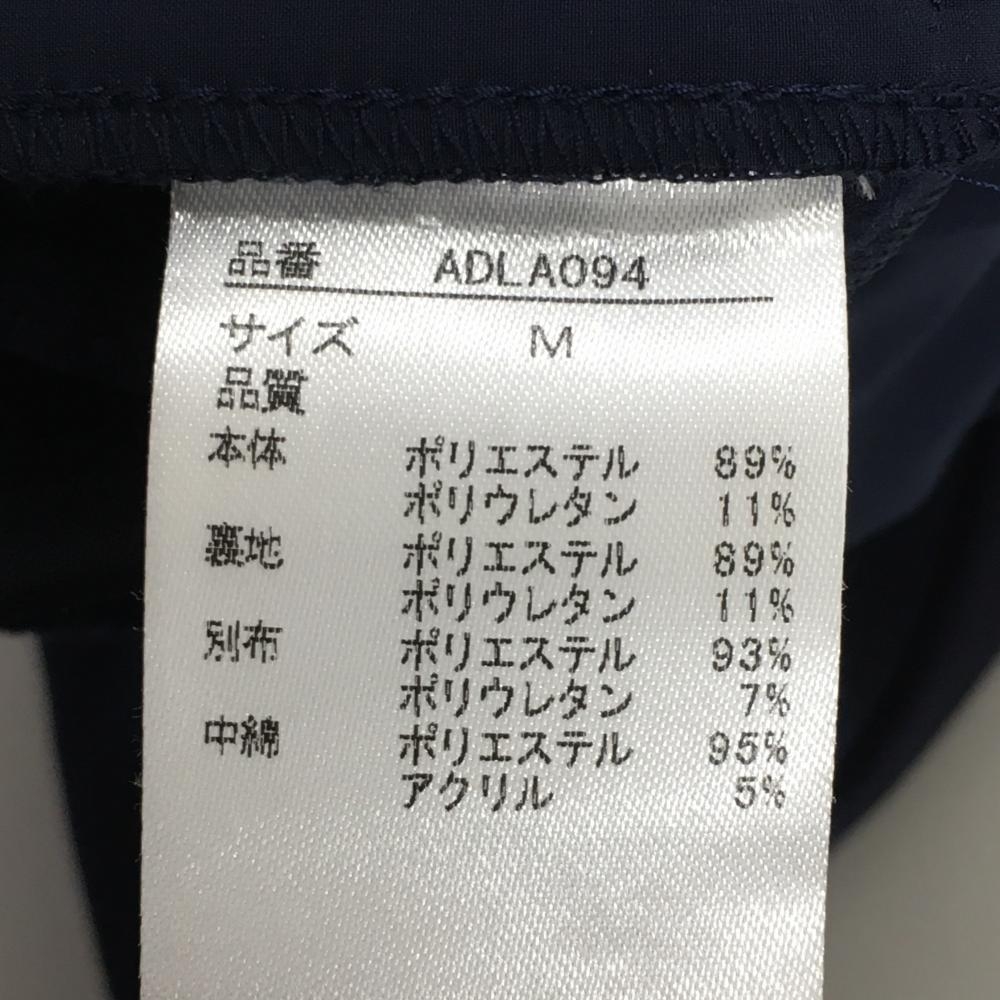 品番 ADLA094
サイズ M
品質
本体 ポリエステル 89%
ポリウレタン 11%
裏地 ポリエステル 89%
ポリウレタン 11%
別布 ポリエステル 93%
ポリウレタン 7%
中綿 ポリエステル 95%
アクリル 5%